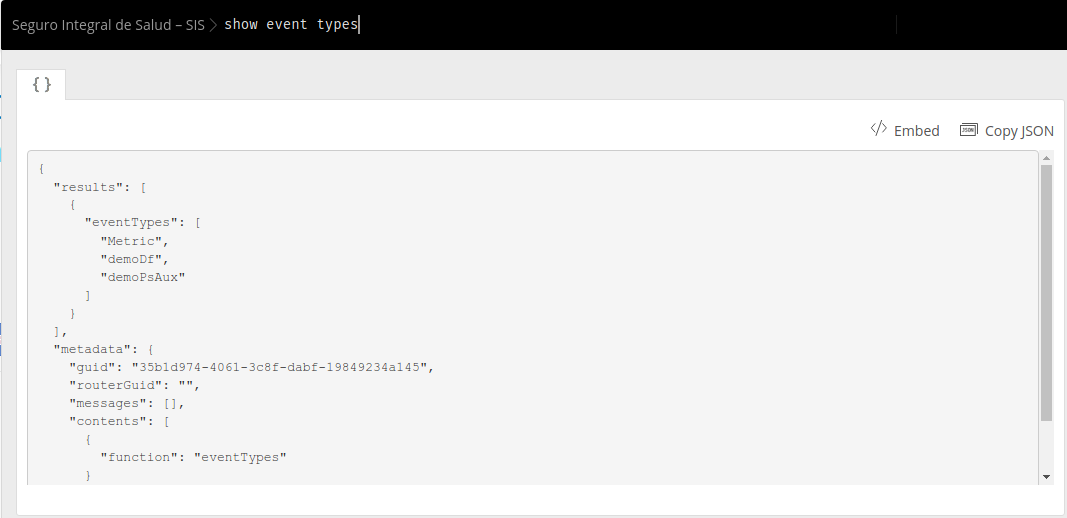 Seguro Integral de Salud – SIS > show event types
{ }
</> Embed JSON Copy JSON
{
"results": [
{
"eventTypes": [
"Metric",
"demoDf",
"demoPsAux"
]
}
],
"metadata": {
"guid": "35b1d974-4061-3c8f-dabf-19849234a145",
"routerGuid": "",
"messages": [],
"contents": [
{
"function": "eventTypes"
}